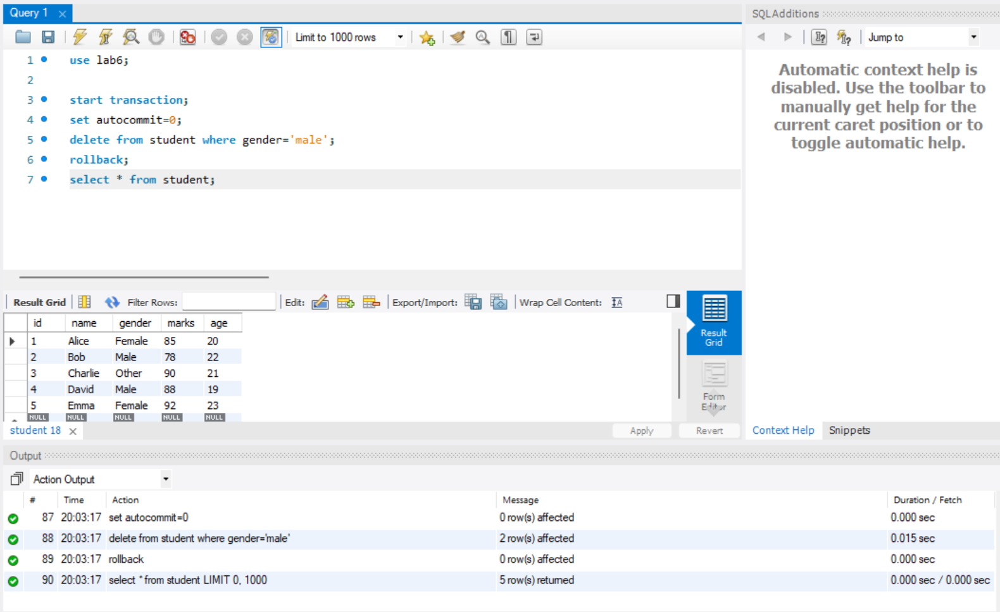 Query 1
SQLAdditions
Limit to 1000 rows
Jump to
1 use lab6;
2
3 start transaction;
4 set autocommit=0;
5 delete from student where gender='male';
6 rollback;
7 select * from student;
Automatic context help is
disabled. Use the toolbar to
manually get help for the
current caret position or to
toggle automatic help.
Result Grid Filter Rows: Edit: Export/Import: Wrap Cell Content:
id name gender marks age
1 Alice Female 85 20
2 Bob Male 78 22
3 Charlie Other 90 21
4 David Male 88 19
5 Emma Female 92 23
NULL NULL NULL NULL NULL
Result
Grid
Form
Editor
student 18
Apply Revert
Context Help Snippets
Output
Action Output
# Time Action Message Duration / Fetch
87 20:03:17 set autocommit=0 0 row(s) affected 0.000 sec
88 20:03:17 delete from student where gender='male' 2 row(s) affected 0.015 sec
89 20:03:17 rollback 0 row(s) affected 0.000 sec
90 20:03:17 select * from student LIMIT 0, 1000 5 row(s) returned 0.000 sec / 0.000 sec